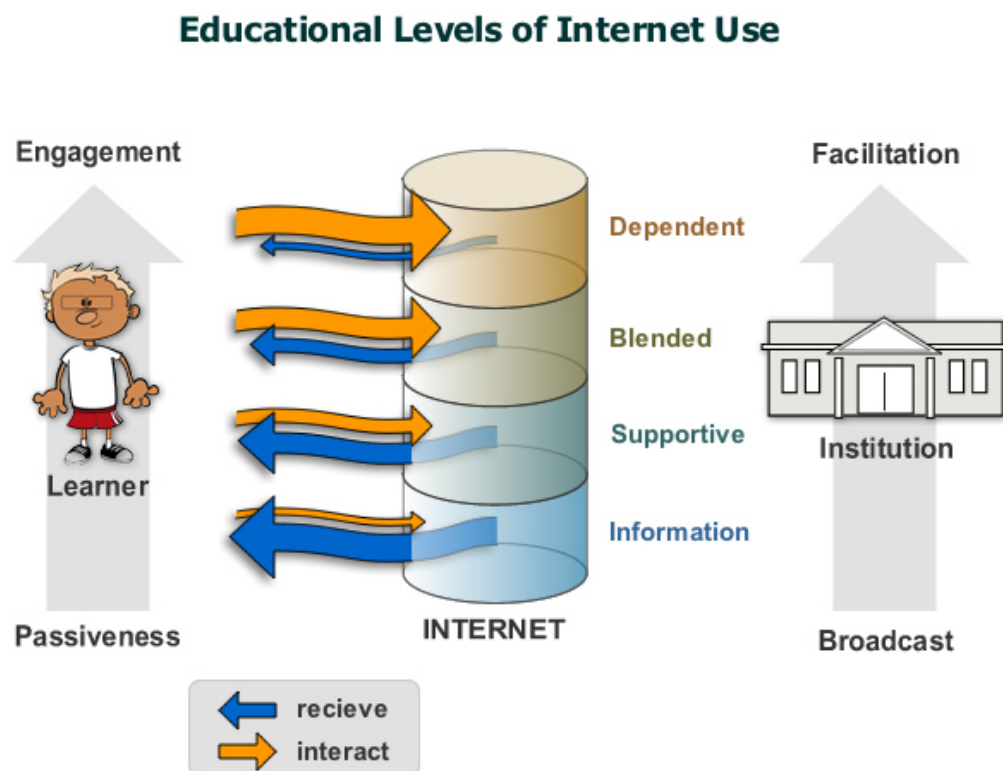 Educational Levels of Internet Use
Engagement
Facilitation
Dependent
Blended
Supportive
Institution
Learner
Information
Passiveness
INTERNET
Broadcast
recieve
interact